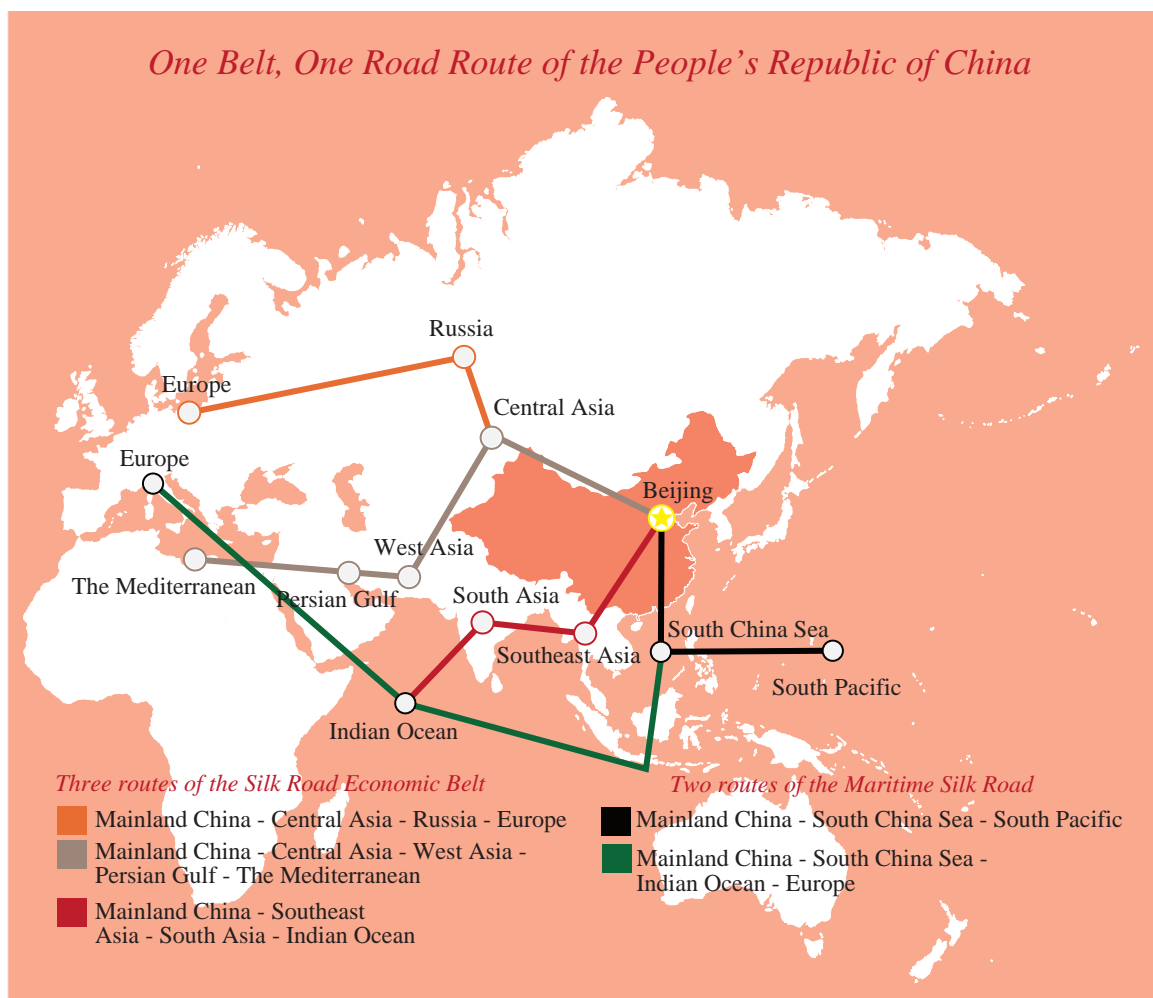 One Belt, One Road Route of the People’s Republic of China
Russia
Europe
Central Asia
Europe
Beijing
West Asia
The Mediterranean
Persian Gulf
South Asia
South China Sea
Southeast Asia
South Pacific
Indian Ocean
Three routes of the Silk Road Economic Belt
Mainland China - Central Asia - Russia - Europe
Mainland China - Central Asia - West Asia -
Persian Gulf - The Mediterranean
Mainland China - Southeast
Asia - South Asia - Indian Ocean
Two routes of the Maritime Silk Road
Mainland China - South China Sea - South Pacific
Mainland China - South China Sea -
Indian Ocean - Europe